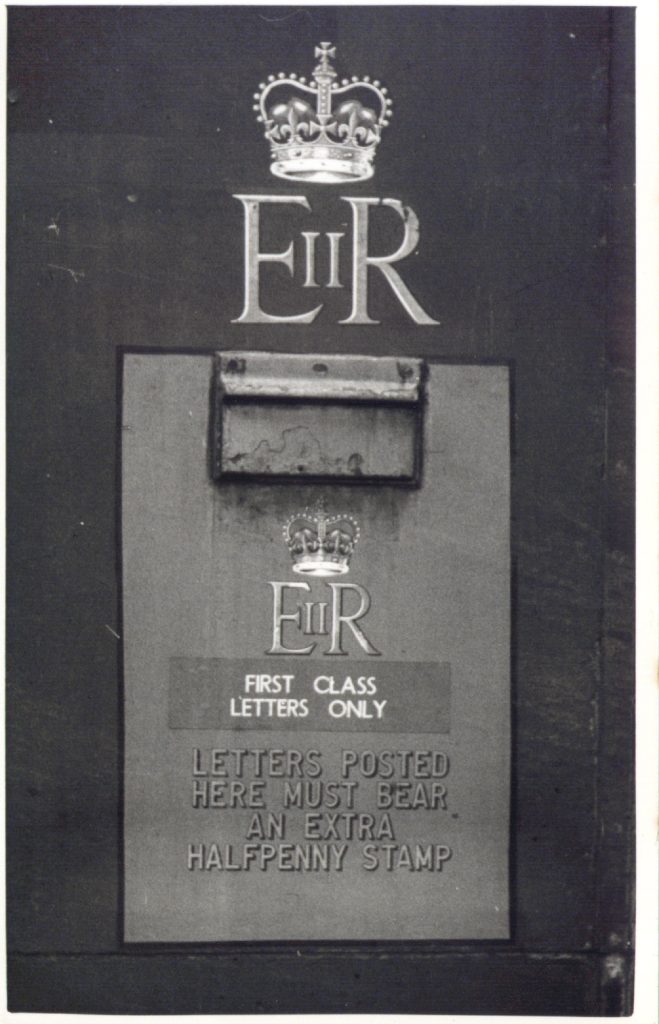 EIIR
EIIR
FIRST CLASS
LETTERS ONLY
LETTERS POSTED
HERE MUST BEAR
AN EXTRA
HALFPENNY STAMP